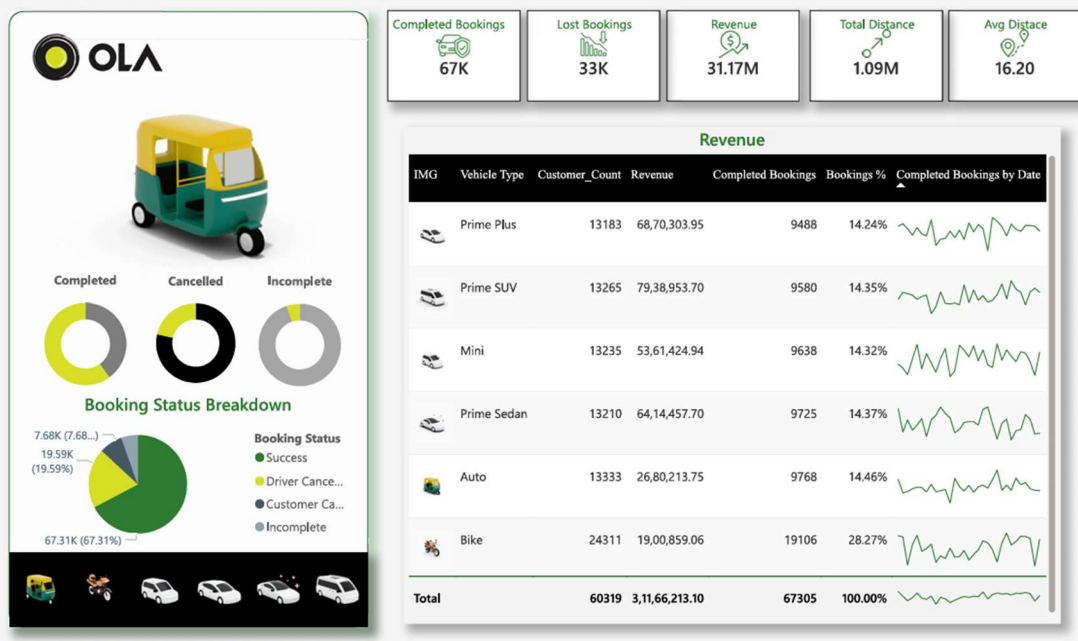 OLA
Completed
Cancelled
Incomplete
Booking Status Breakdown
7.68K (7.68...)
19.59K
(19.59%)
67.31K (67.31%)
Booking Status
Success
Driver Cance...
Customer Ca...
Incomplete
Completed Bookings
67K
Lost Bookings
33K
Revenue
31.17M
Total Distance
1.09M
Avg Distace
16.20
Revenue
IMG Vehicle Type Customer_Count Revenue Completed Bookings Bookings % Completed Bookings by Date
Prime Plus 13183 68,70,303.95 9488 14.24%
Prime SUV 13265 79,38,953.70 9580 14.35%
Mini 13235 53,61,424.94 9638 14.32%
Prime Sedan 13210 64,14,457.70 9725 14.37%
Auto 13333 26,80,213.75 9768 14.46%
Bike 24311 19,00,859.06 19106 28.27%
Total 60319 3,11,66,213.10 67305 100.00%